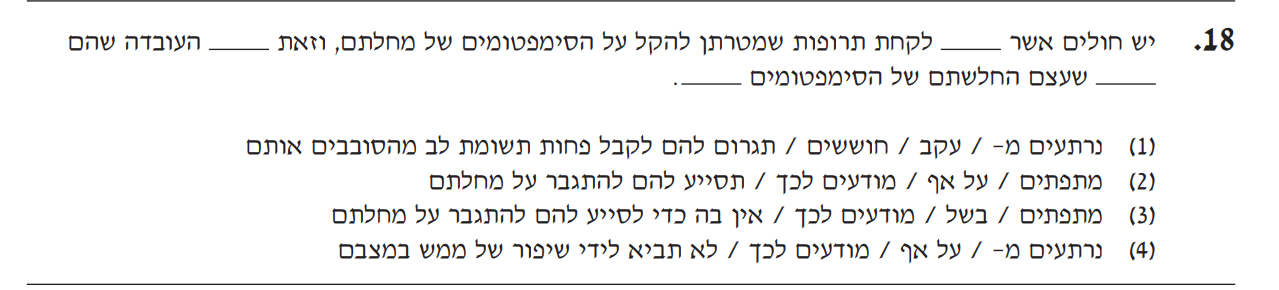 18. יש חולים אשר _____ לקחת תרופות שמטרתן להקל על הסימפטומים של מחלתם, וזאת _____ העובדה שהם
_____ שעצם החלשתם של הסימפטומים _____.
(1) נרתעים מ- / עקב / חוששים / תגרום להם לקבל פחות תשומת לב מהסובבים אותם
(2) מתפתים / על אף / מודעים לכך / תסייע להם להתגבר על מחלתם
(3) מתפתים / בשל / מודעים לכך / אין בה כדי לסייע להם להתגבר על מחלתם
(4) נרתעים מ- / על אף / מודעים לכך / לא תביא לידי שיפור של ממש במצבם